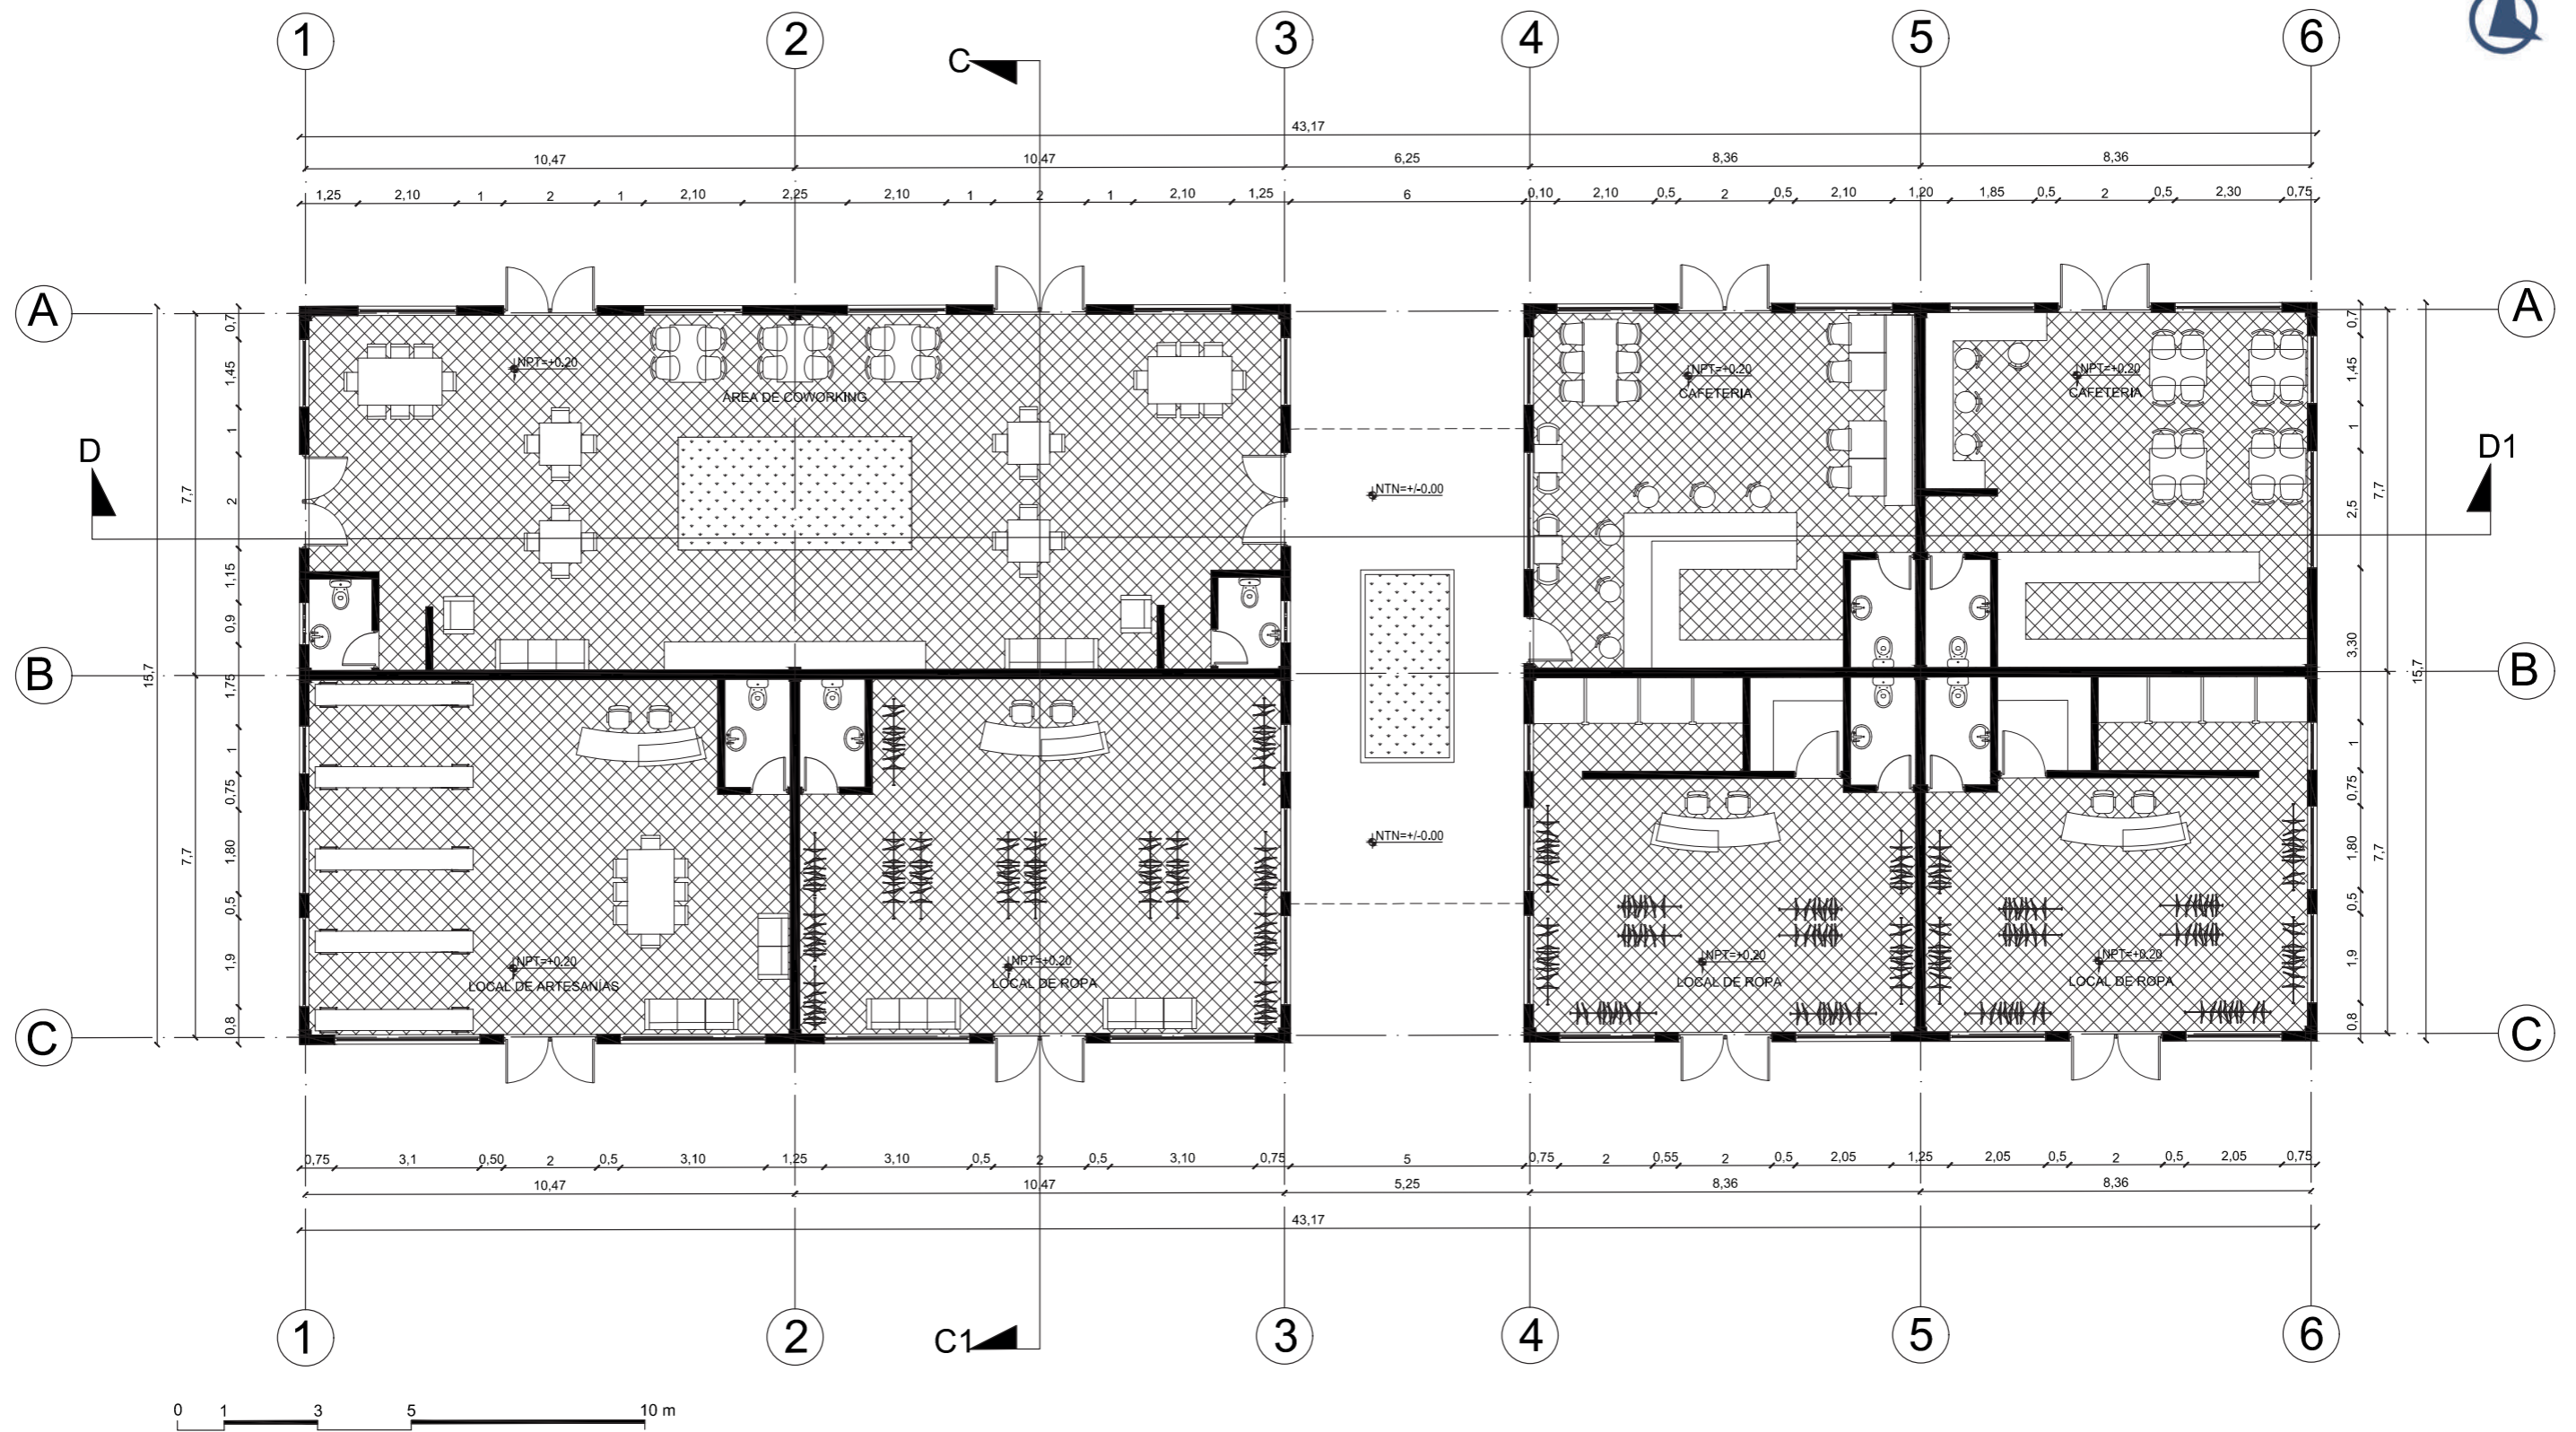 1 2 3 4 5 6
C
43,17
10,47 10,47 6,25 8,36 8,36
1,25 2,10 1 2 1 2,10 2,25 2,10 1 2 1 2,10 1,25 6 0,10 2,10 0,5 2 0,5 2,10 1,20 1,85 0,5 2 0,5 2,30 0,75
A A
0,7 0,7
NPT=+0.20 NPT=+0.20 NPT=+0.20
ÁREA DE COWORKING CAFETERIA CAFETERIA
1,45 1,45
1 1
D D1
7,7 2 NTN=+/-0.00 2,5 7,7
1,15
0,9 3,30
B B
15,7 15,7
1,75
1 1
0,75 0,75
NTN=+/-0.00
7,7 1,80 1,80 7,7
0,5 0,5
NPT=+0.20 NPT=+0.20 NPT=+0.20 NPT=+0.20
LOCAL DE ARTESANÍAS LOCAL DE ROPA LOCAL DE ROPA LOCAL DE ROPA
1,9 1,9
0,8 0,8
C C
0,75 3,1 0,50 2 0,5 3,10 1,25 3,10 0,5 2 0,5 3,10 0,75 5 0,75 2 0,55 2 0,5 2,05 1,25 2,05 0,5 2 0,5 2,05 0,75
10,47 10,47 5,25 8,36 8,36
43,17
1 2 C1 3 4 5 6
0 1 3 5 10 m